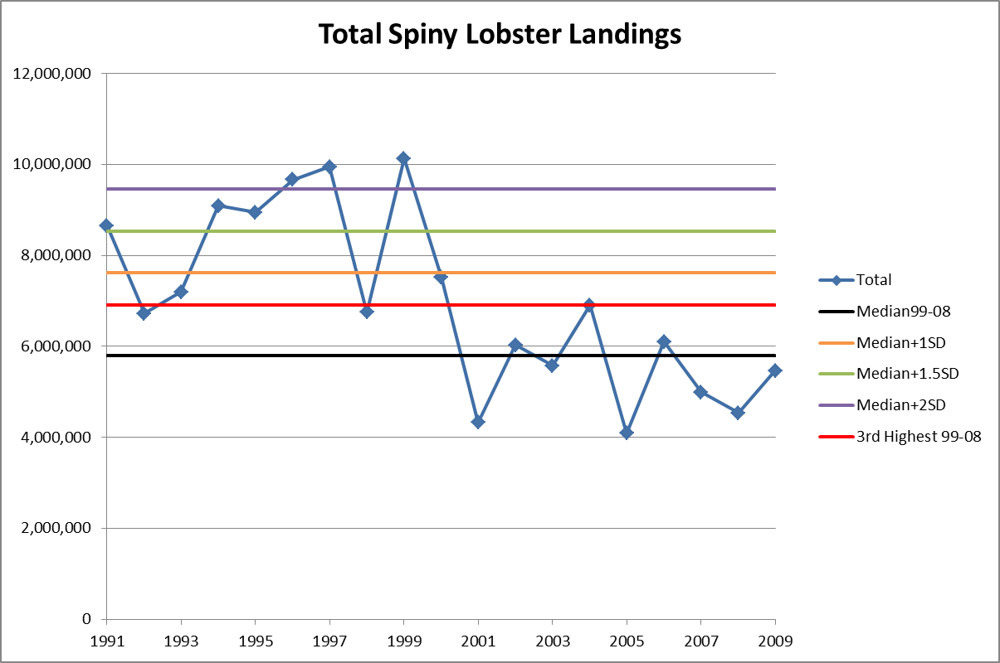 Total Spiny Lobster Landings
12,000,000
10,000,000
8,000,000
6,000,000
4,000,000
2,000,000
0
1991 1993 1995 1997 1999 2001 2003 2005 2007 2009
Total
Median99-08
Median+1SD
Median+1.5SD
Median+2SD
3rd Highest 99-08